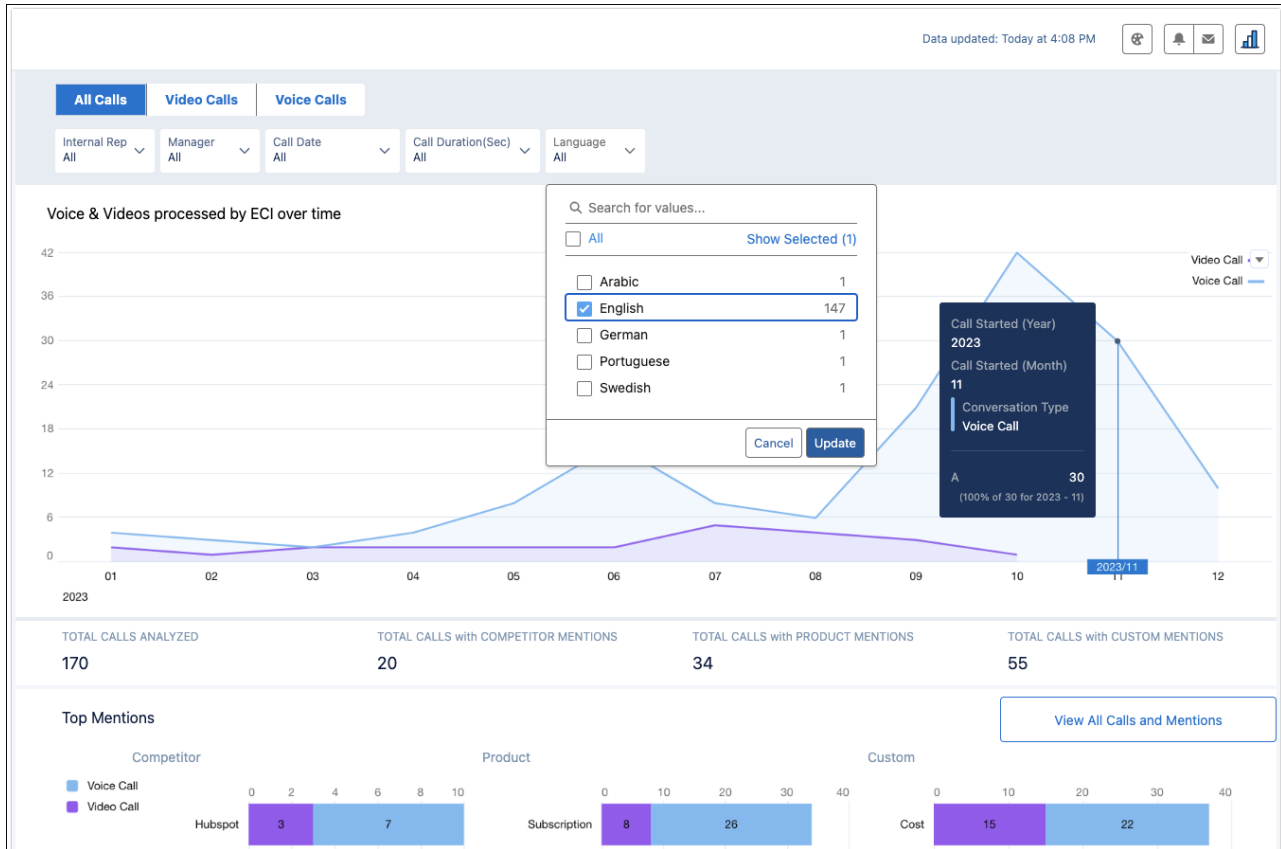 Data updated: Today at 4:08 PM
All Calls Video Calls Voice Calls
Internal Rep Manager Call Date Call Duration(Sec) Language
All All All All All
Voice & Videos processed by ECI over time
Search for values...
All Show Selected (1)
Arabic 1
English 147
German 1
Portuguese 1
Swedish 1
Cancel Update
42
36
30
24
18
12
6
0
Video Call
Voice Call
Call Started (Year)
2023
Call Started (Month)
11
Conversation Type
Voice Call
A 30
(100% of 30 for 2023 - 11)
2023/11
01 02 03 04 05 06 07 08 09 10 11 12
2023
TOTAL CALLS ANALYZED TOTAL CALLS with COMPETITOR MENTIONS TOTAL CALLS with PRODUCT MENTIONS TOTAL CALLS with CUSTOM MENTIONS
170 20 34 55
Top Mentions View All Calls and Mentions
Competitor Product Custom
Voice Call
Video Call
0 2 4 6 8 10 0 10 20 30 40 0 10 20 30 40
Hubspot 3 7 Subscription 8 26 Cost 15 22